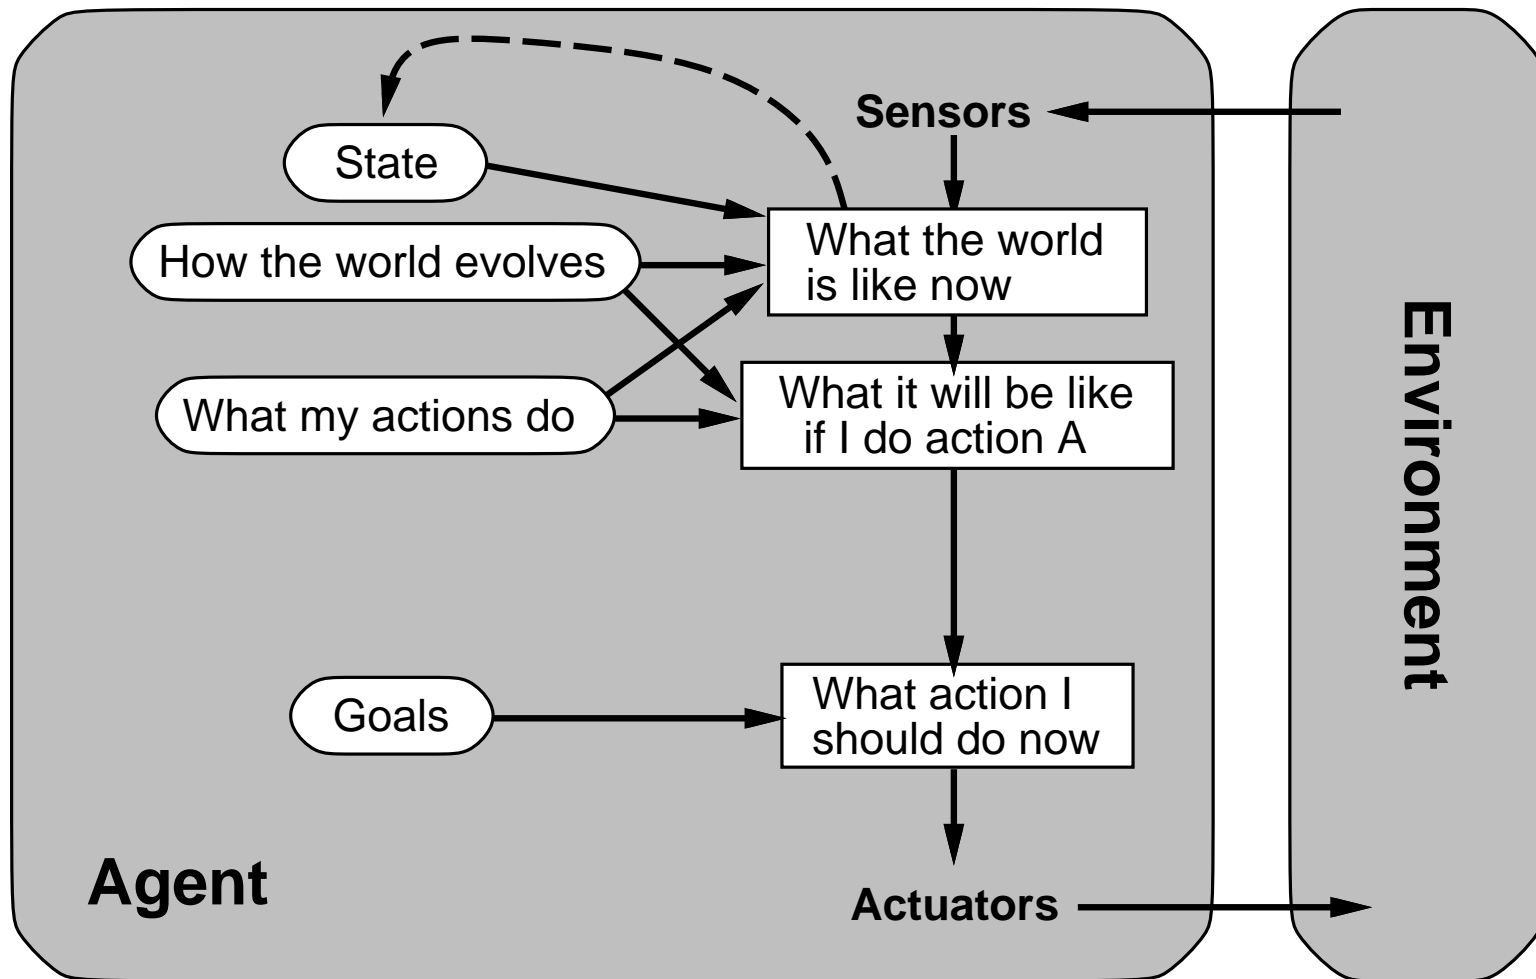 Sensors
State
What the world
is like now
How the world evolves
What it will be like
if I do action A
What my actions do
Environment
What action I
should do now
Goals
Agent
Actuators